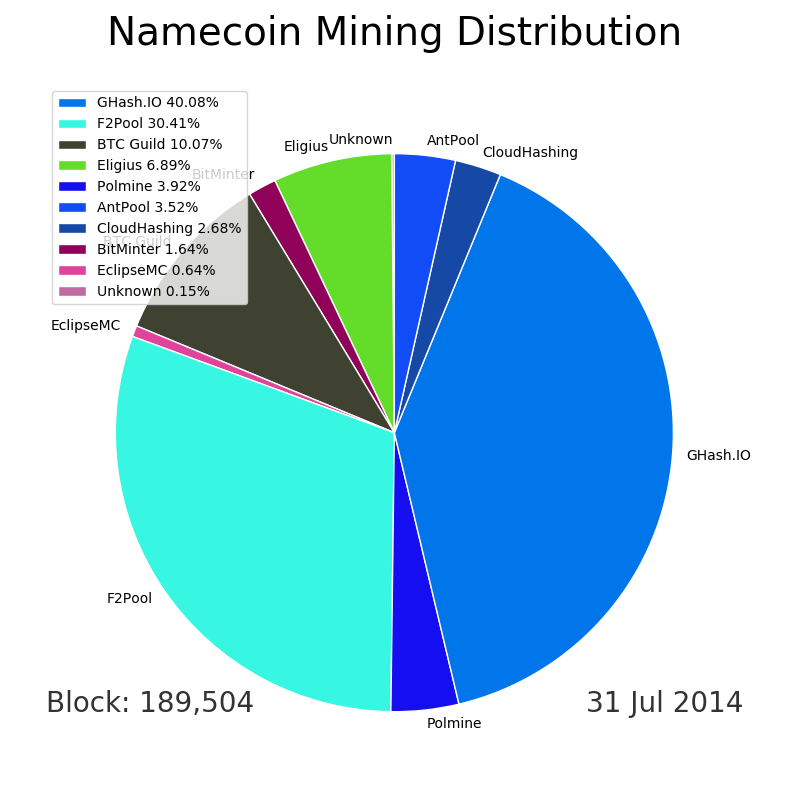 Namecoin Mining Distribution
GHash.IO 40.08%
F2Pool 30.41%
BTC Guild 10.07%
Eligius 6.89%
Polmine 3.92%
AntPool 3.52%
CloudHashing 2.68%
BitMinter 1.64%
EclipseMC 0.64%
Unknown 0.15%
Unknown
AntPool
Eligius
CloudHashing
BitMinter
BTC Guild
EclipseMC
GHash.IO
F2Pool
Polmine
Block: 189,504
31 Jul 2014